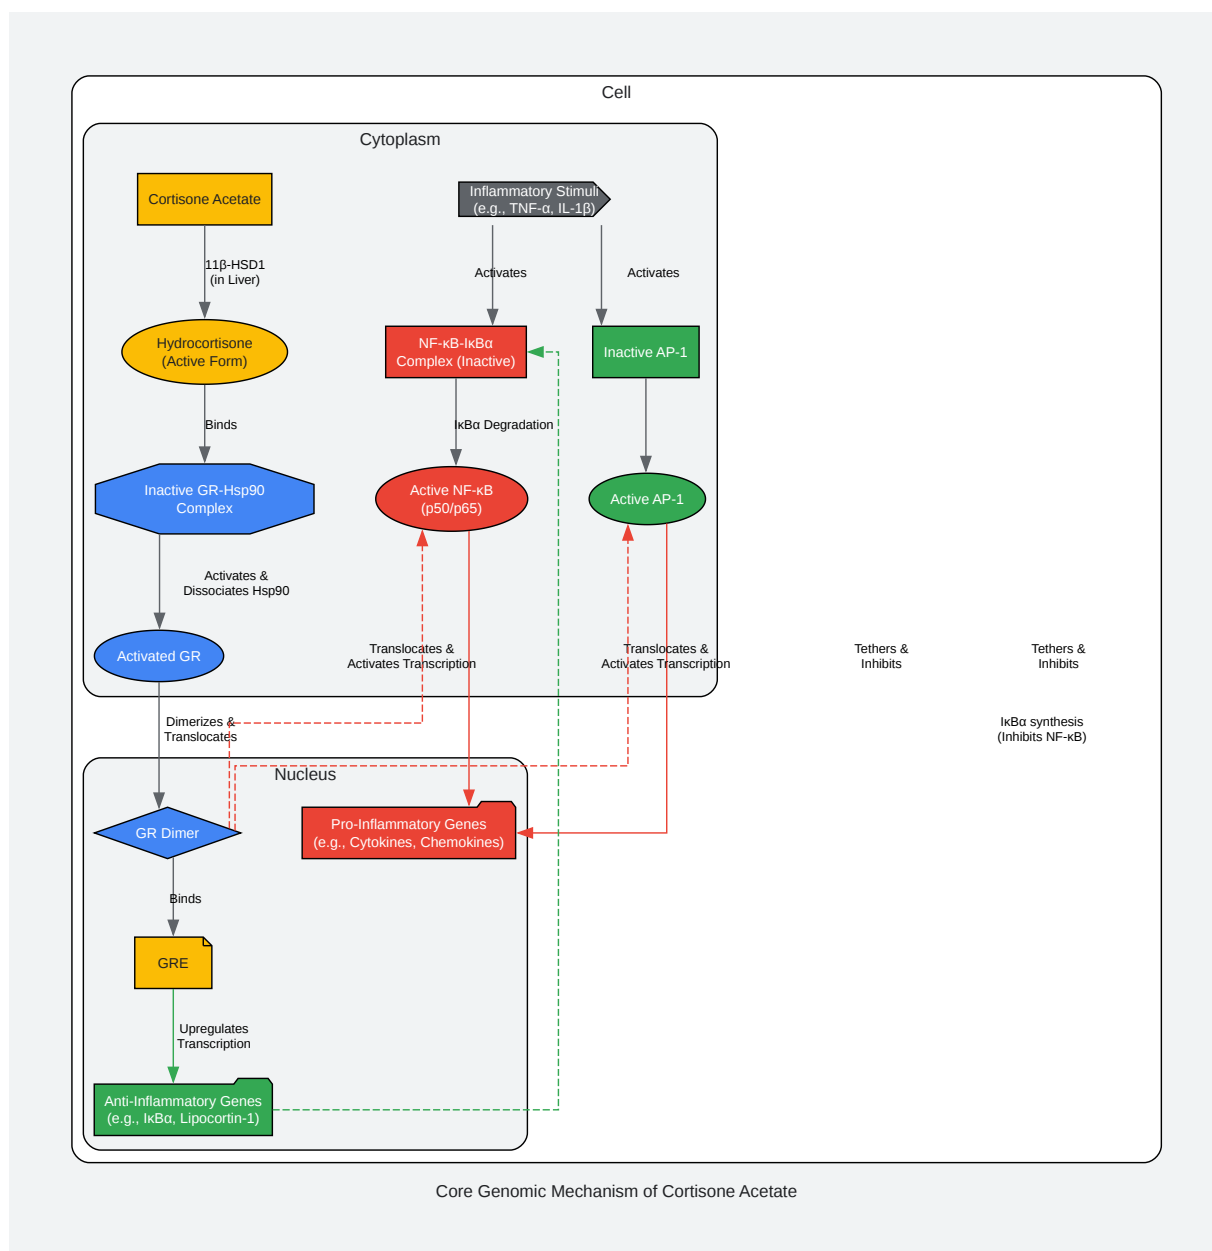 Cell
Cytoplasm
Cortisone Acetate
Inflammatory Stimuli
(e.g., TNF-α, IL-1β)
11β-HSD1
(in Liver)
Activates
Activates
Hydrocortisone
(Active Form)
NF-κB-IκBα
Complex (Inactive)
Inactive AP-1
Binds
IκBα Degradation
Inactive GR-Hsp90
Complex
Active NF-κB
(p50/p65)
Active AP-1
Activates &
Dissociates Hsp90
Activated GR
Translocates &
Activates Transcription
Translocates &
Activates Transcription
Tethers &
Inhibits
Tethers &
Inhibits
Dimerizes &
Translocates
IκBα synthesis
(Inhibits NF-κB)
Nucleus
GR Dimer
Pro-Inflammatory Genes
(e.g., Cytokines, Chemokines)
Binds
GRE
Upregulates
Transcription
Anti-Inflammatory Genes
(e.g., IκBα, Lipocortin-1)
Core Genomic Mechanism of Cortisone Acetate